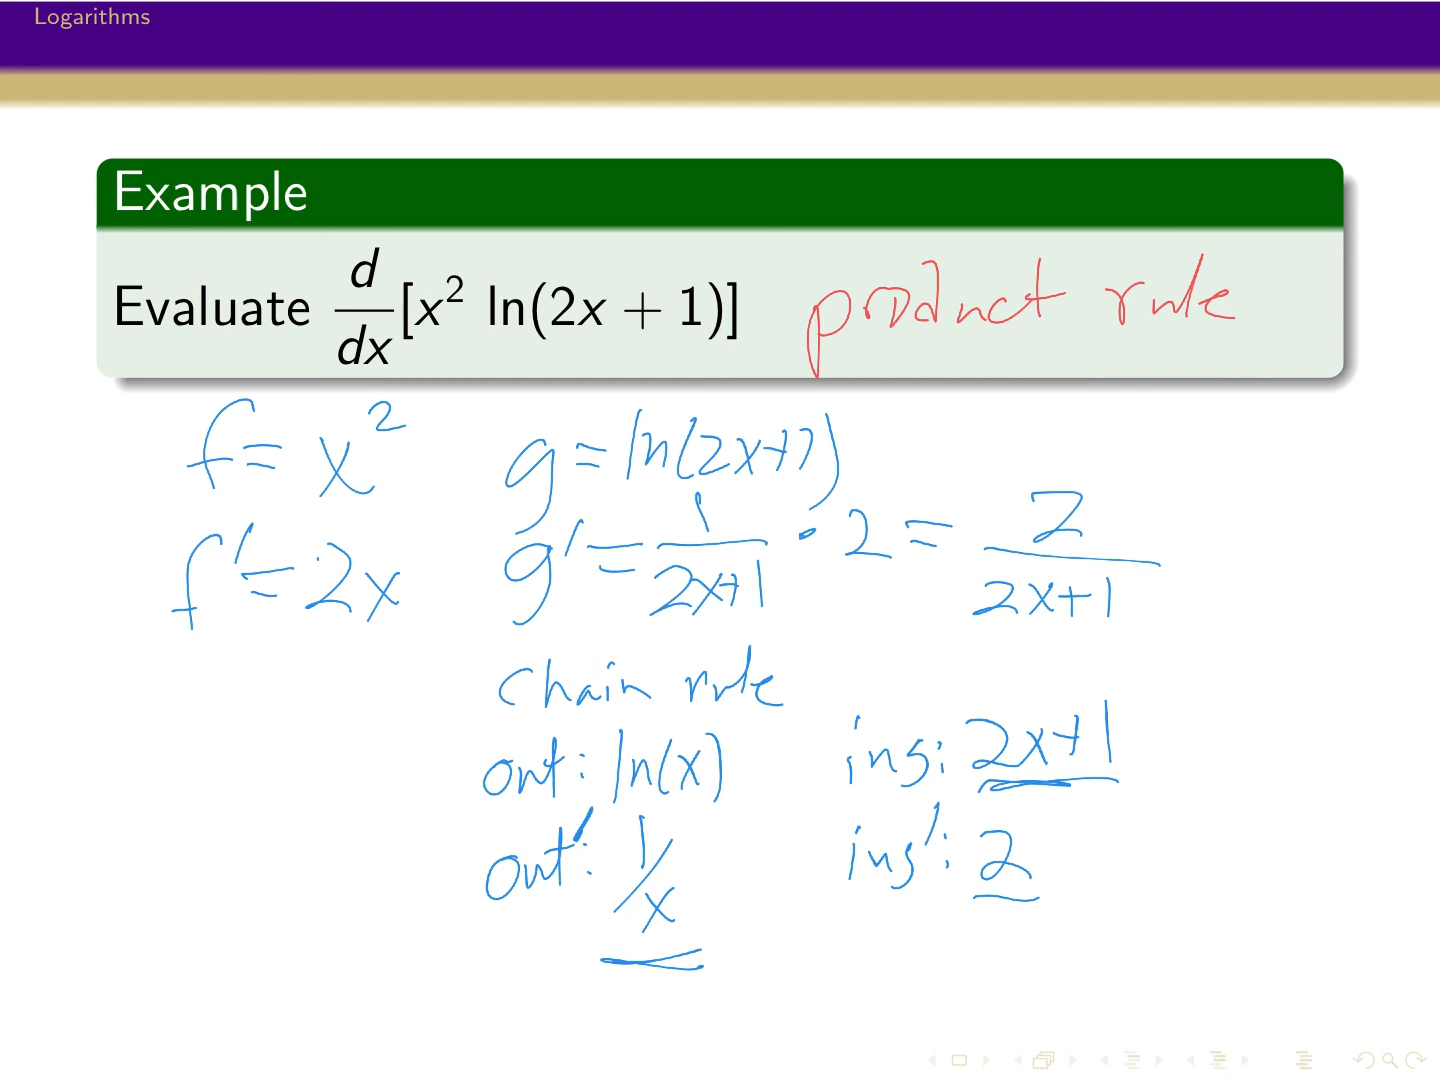 Logarithms
Example
Evaluate d/dx [x² ln(2x + 1)] product rule
f = x² g = ln(2x+1)
f' = 2x g' = 1/(2x+1) · 2 = 2/(2x+1)
chain rule
out: ln(x) ins: 2x+1
out': 1/x ins': 2